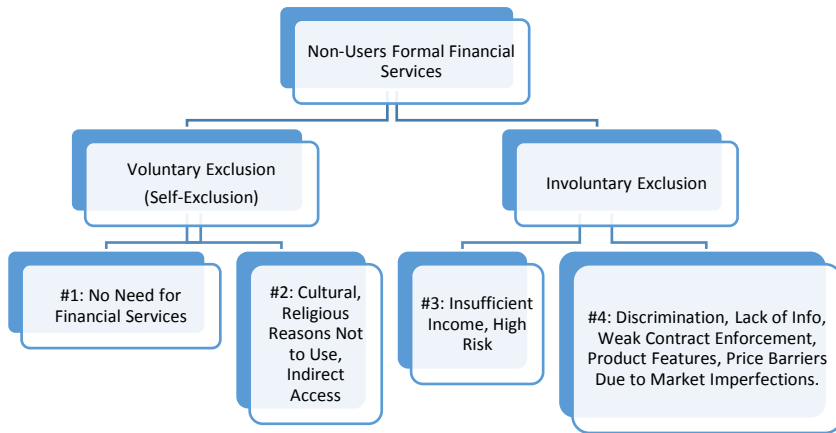 Non-Users Formal Financial
Services
Voluntary Exclusion
(Self-Exclusion)
Involuntary Exclusion
#1: No Need for
Financial Services
#2: Cultural,
Religious
Reasons Not
to Use,
Indirect
Access
#3: Insufficient
Income, High
Risk
#4: Discrimination, Lack of Info,
Weak Contract Enforcement,
Product Features, Price Barriers
Due to Market Imperfections.